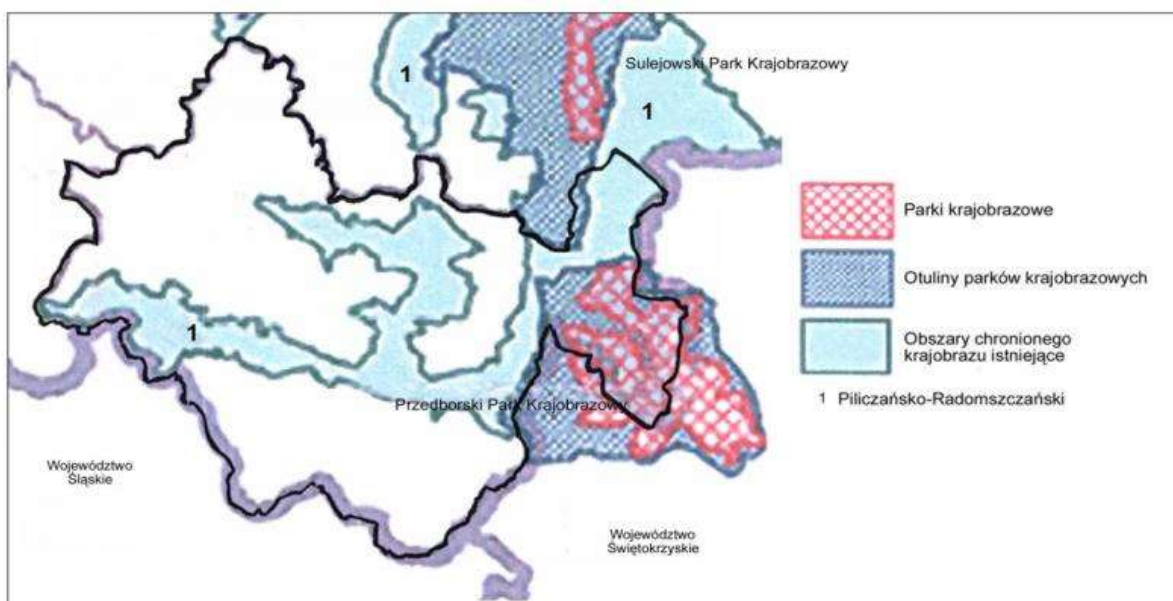 Sulejowski Park Krajobrazowy
1
1
1
Przedborski Park Krajobrazowy
Województwo
Śląskie
Województwo
Świętokrzyskie
Parki krajobrazowe
Otuliny parków krajobrazowych
Obszary chronionego
krajobrazu istniejące
1 Piliczańsko-Radomszczański